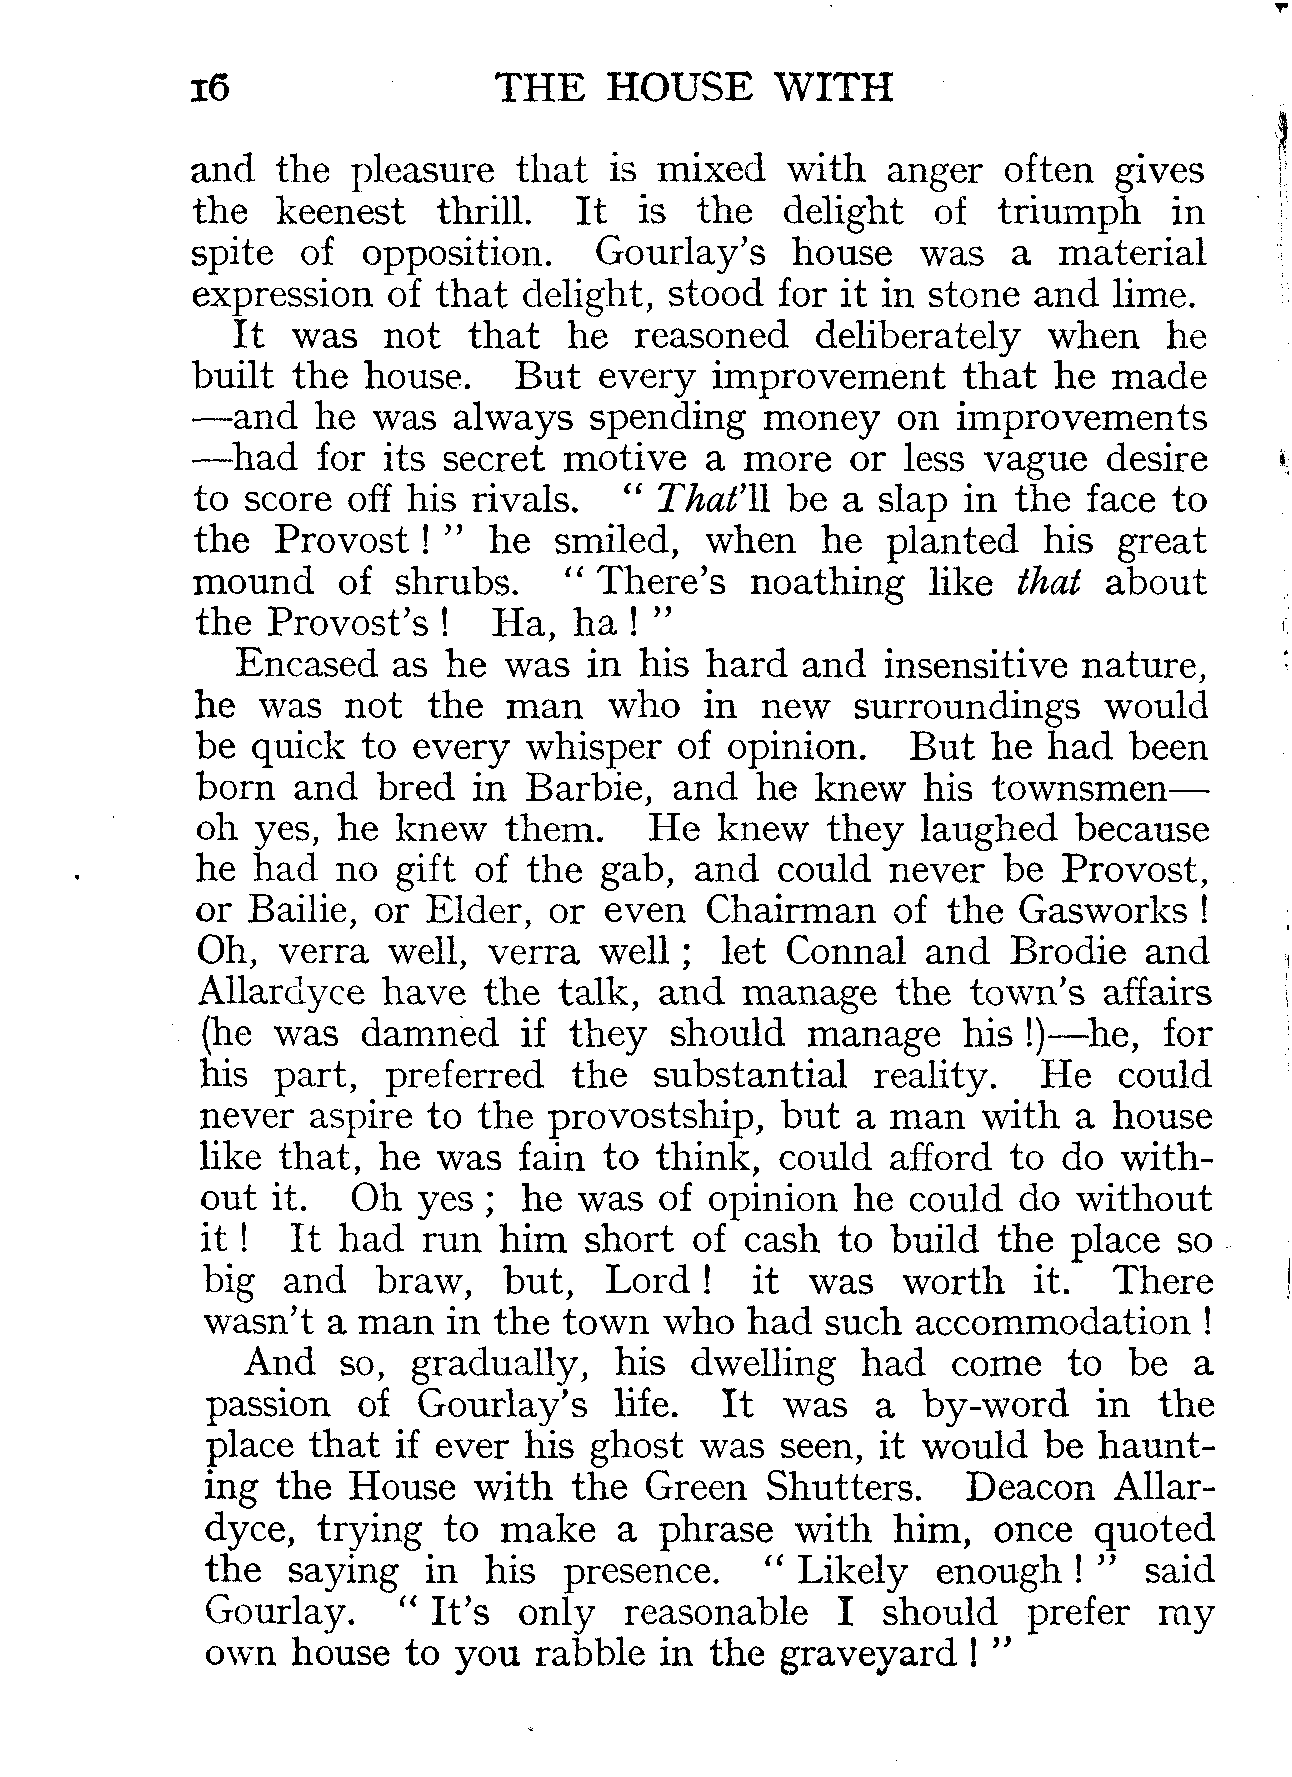 16 THE HOUSE WITH
and the pleasure that is mixed with anger often gives
the keenest thrill. It is the delight of triumph in
spite of opposition. Gourlay's house was a material
expression of that delight, stood for it in stone and lime.
It was not that he reasoned deliberately when he
built the house. But every improvement that he made
—and he was always spending money on improvements
—had for its secret motive a more or less vague desire
to score off his rivals. “ That'll be a slap in the face to
the Provost ! ” he smiled, when he planted his great
mound of shrubs. “ There's noathing like that about
the Provost's ! Ha, ha ! ”
Encased as he was in his hard and insensitive nature,
he was not the man who in new surroundings would
be quick to every whisper of opinion. But he had been
born and bred in Barbie, and he knew his townsmen—
oh yes, he knew them. He knew they laughed because
he had no gift of the gab, and could never be Provost,
or Bailie, or Elder, or even Chairman of the Gasworks !
Oh, verra well, verra well ; let Connal and Brodie and
Allardyce have the talk, and manage the town's affairs
(he was damned if they should manage his !)—he, for
his part, preferred the substantial reality. He could
never aspire to the provostship, but a man with a house
like that, he was fain to think, could afford to do with-
out it. Oh yes ; he was of opinion he could do without
it ! It had run him short of cash to build the place so
big and braw, but, Lord ! it was worth it. There
wasn't a man in the town who had such accommodation !
And so, gradually, his dwelling had come to be a
passion of Gourlay's life. It was a by-word in the
place that if ever his ghost was seen, it would be haunt-
ing the House with the Green Shutters. Deacon Allar-
dyce, trying to make a phrase with him, once quoted
the saying in his presence. “ Likely enough ! ” said
Gourlay. “ It's only reasonable I should prefer my
own house to you rabble in the graveyard ! ”